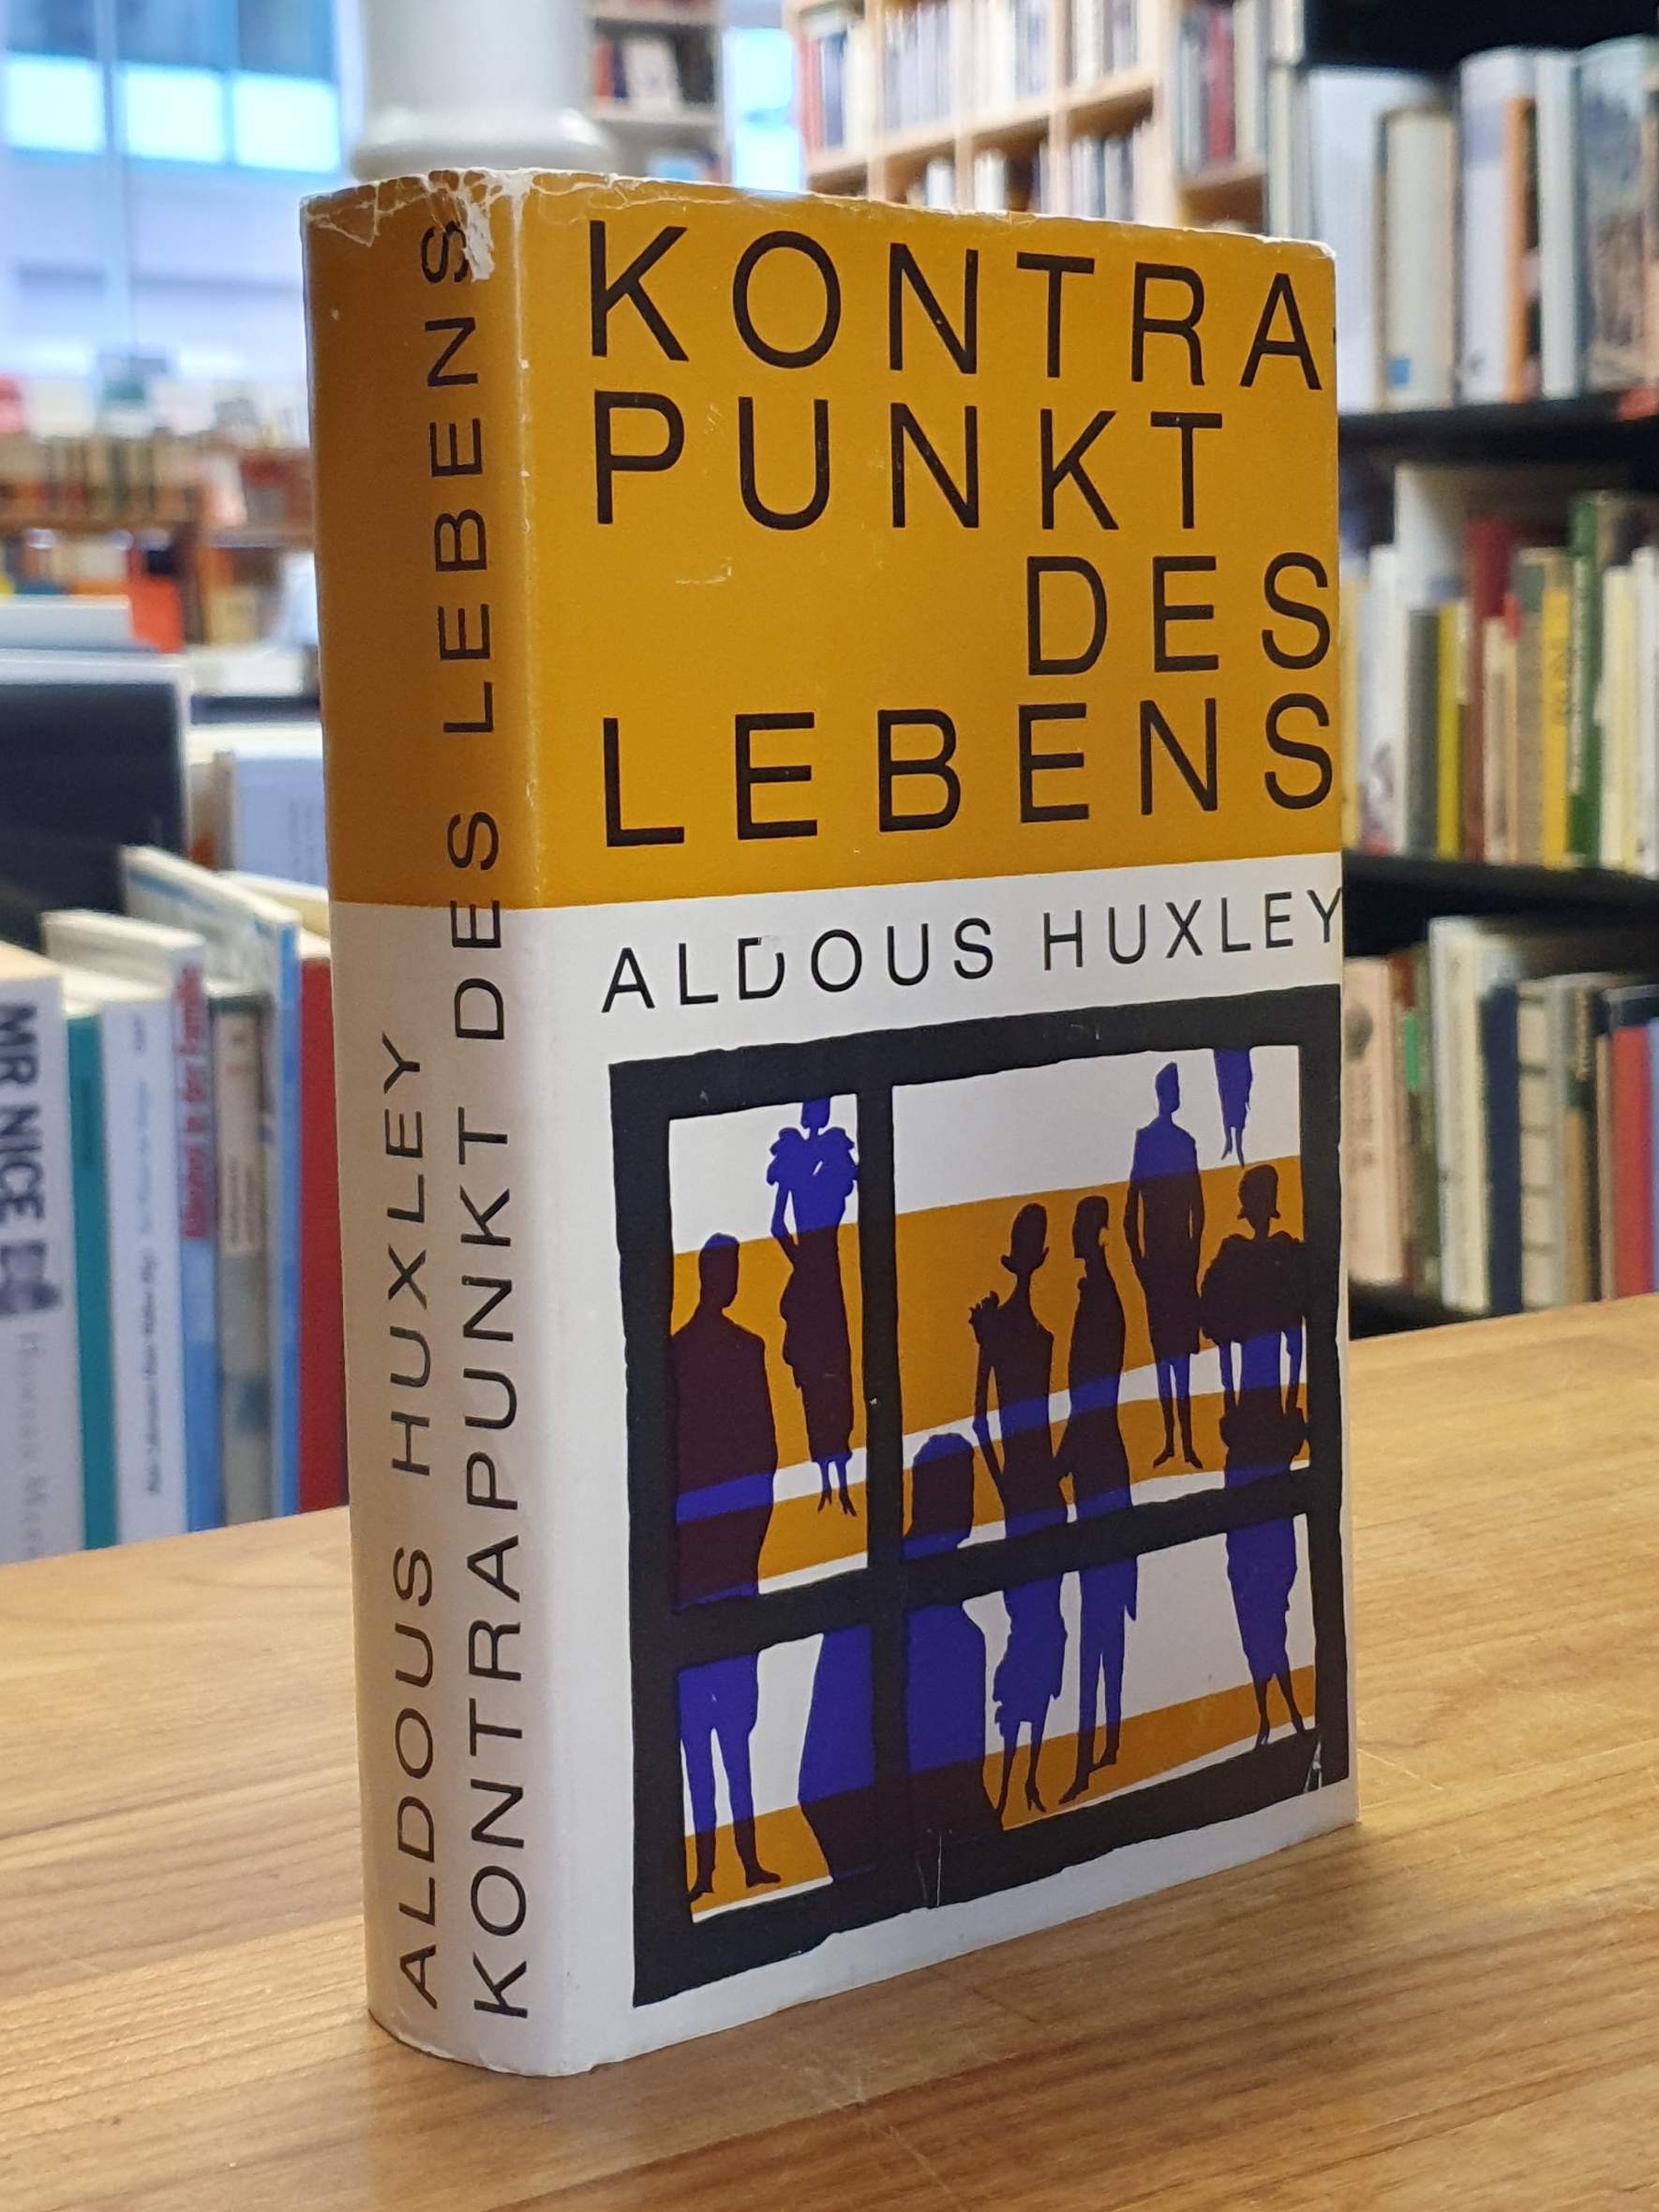 KONTRA-
PUNKT
DES
LEBENS
ALDOUS HUXLEY
ALDOUS HUXLEY
KONTRAPUNKT DES LEBENS
MR NICE